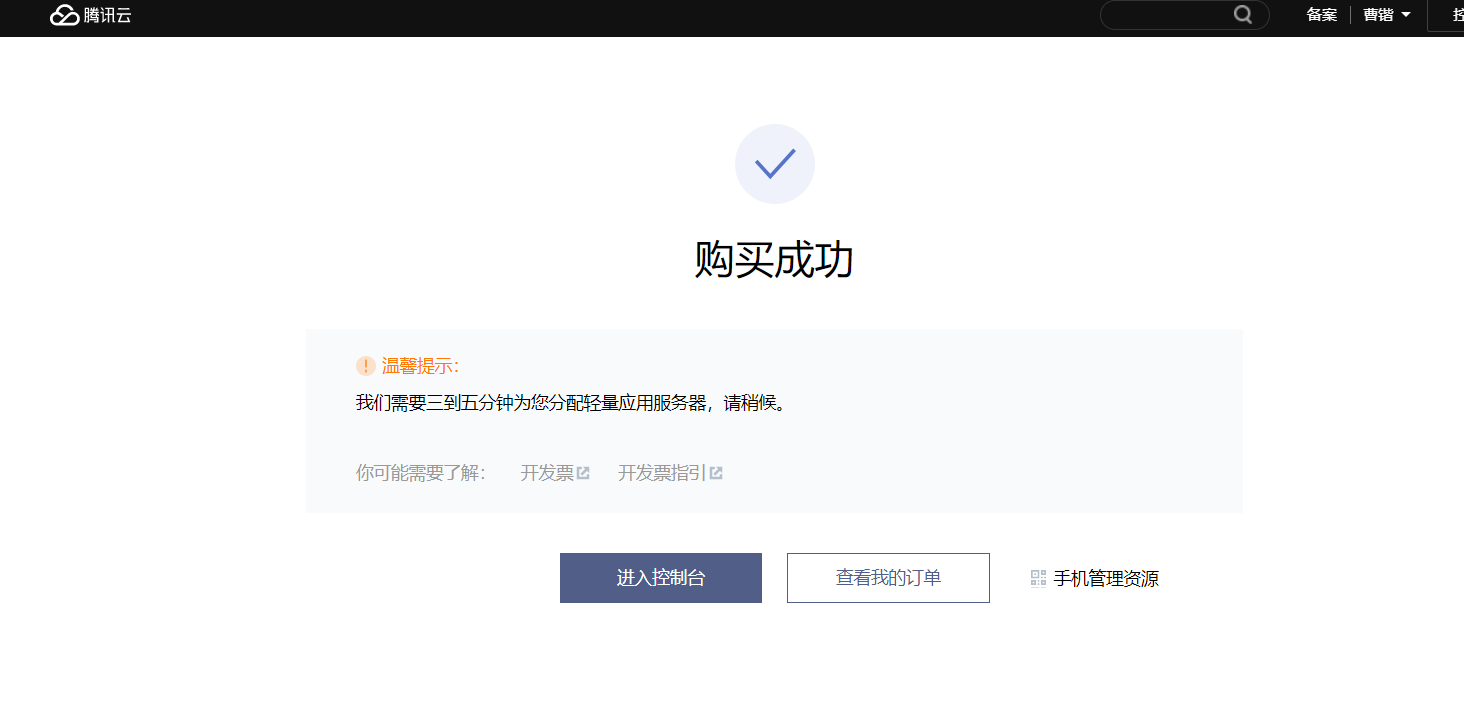 腾讯云
备案
曹锴
控
购买成功
温馨提示：
我们需要三到五分钟为您分配轻量应用服务器，请稍候。
你可能需要了解： 开发票 开发票指引
进入控制台
查看我的订单
手机管理资源